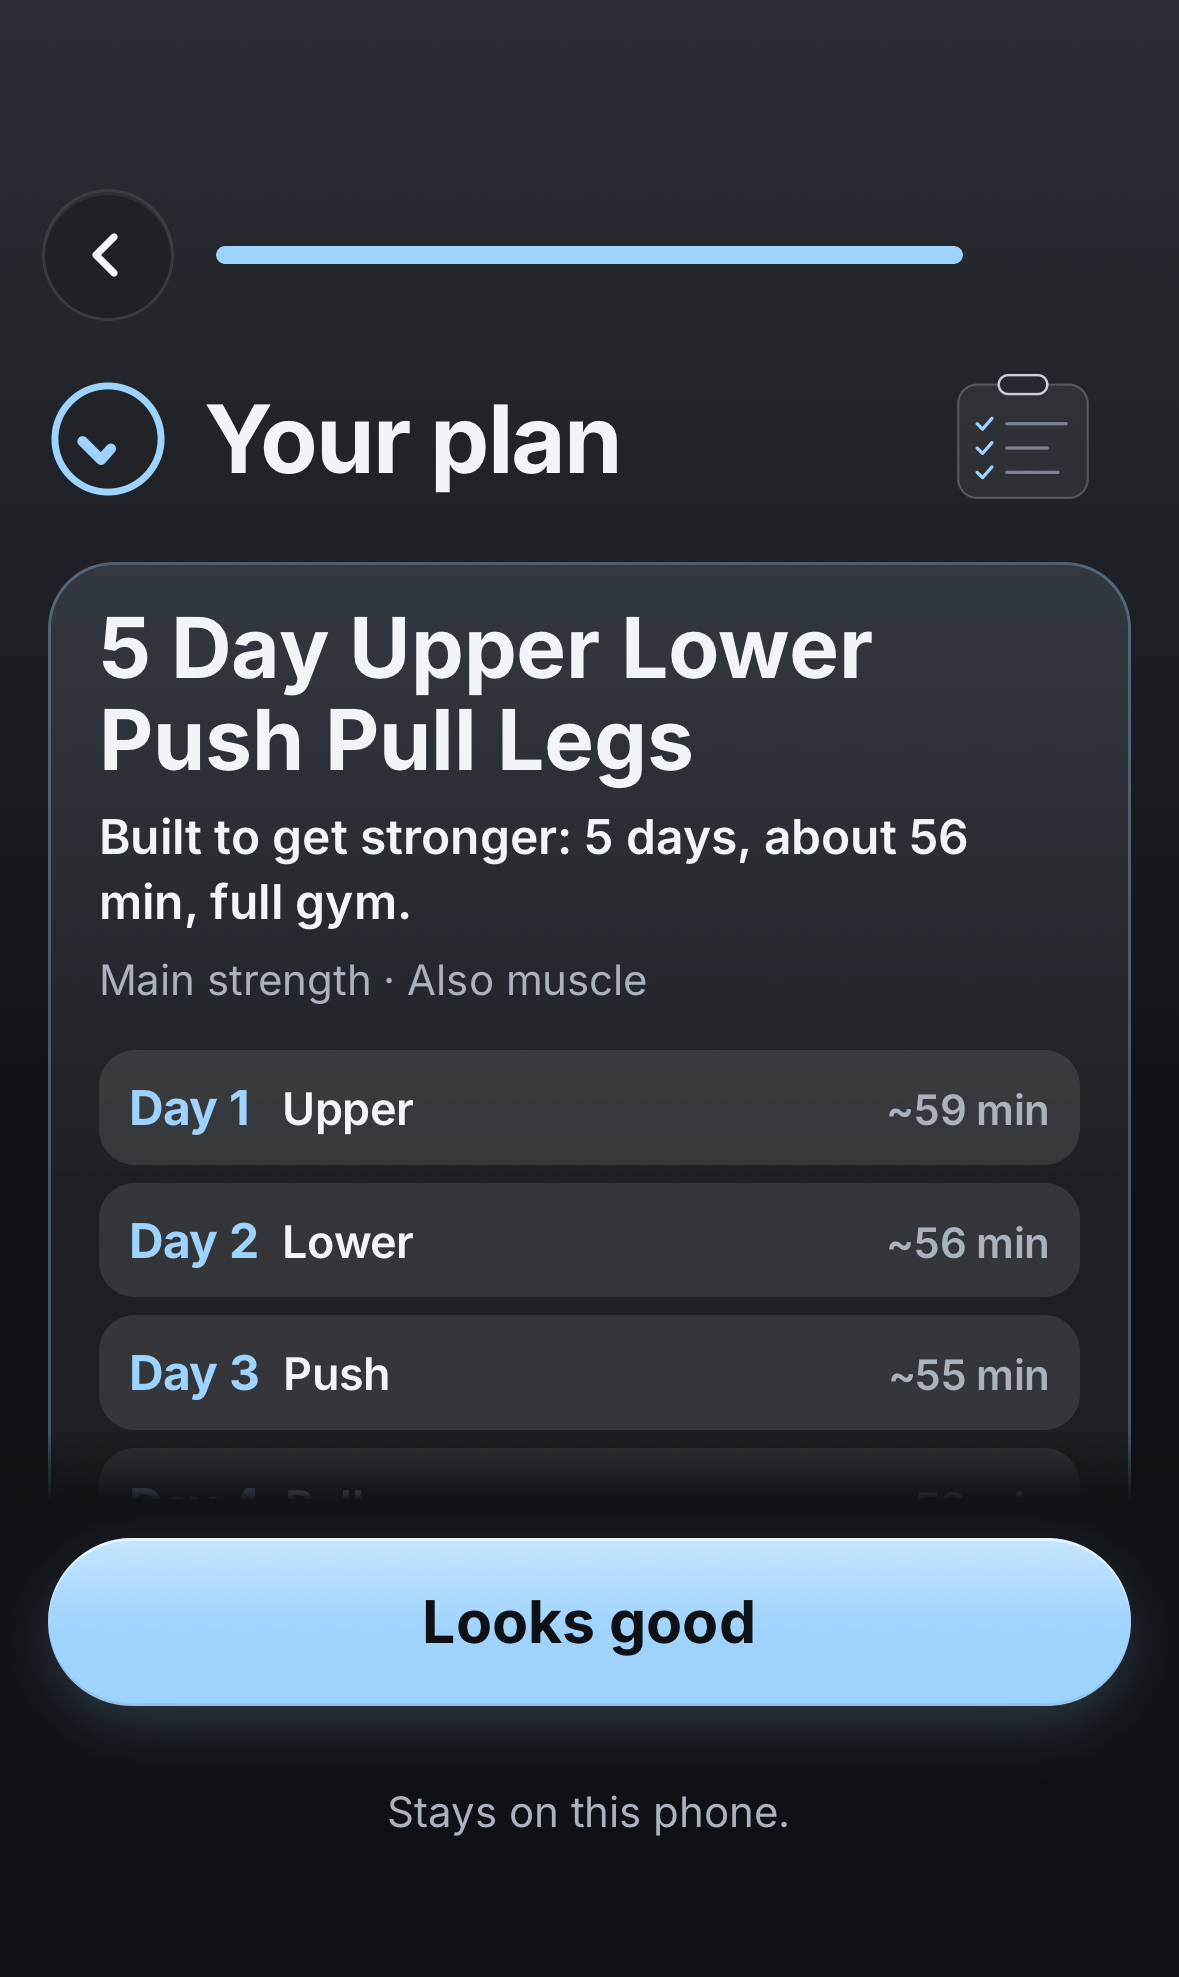 Your plan
5 Day Upper Lower
Push Pull Legs
Built to get stronger: 5 days, about 56
min, full gym.
Main strength · Also muscle
Day 1 Upper ~59 min
Day 2 Lower ~56 min
Day 3 Push ~55 min
Looks good
Stays on this phone.